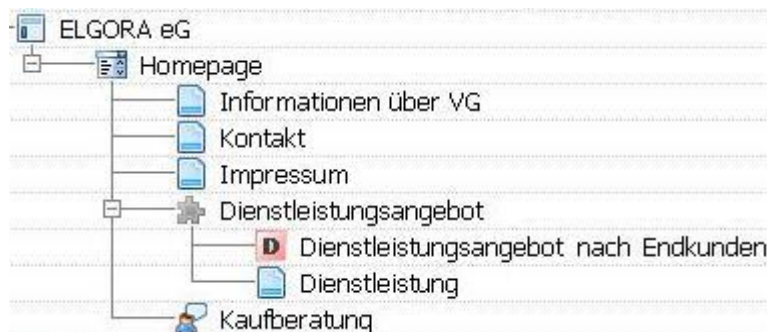 ELGORA eG
Homepage
Informationen über VG
Kontakt
Impressum
Dienstleistungsangebot
D Dienstleistungsangebot nach Endkunden
Dienstleistung
Kaufberatung